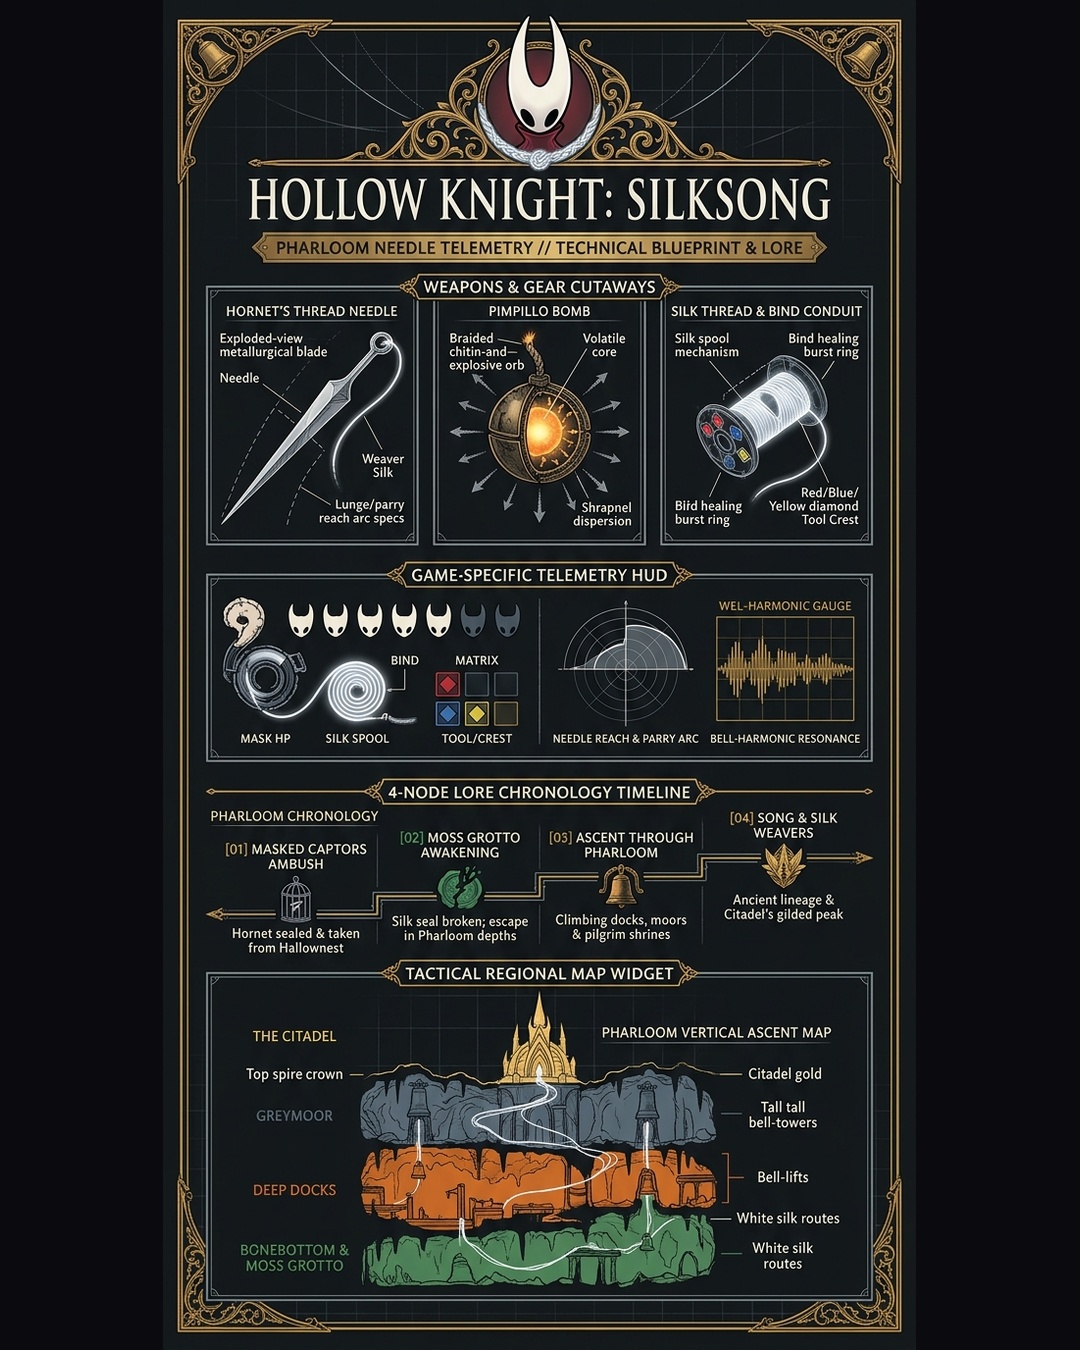 HOLLOW KNIGHT: SILKSONG
PHARLOOM NEEDLE TELEMETRY // TECHNICAL BLUEPRINT & LORE
WEAPONS & GEAR CUTAWAYS
HORNET'S THREAD NEEDLE
Exploded-view
metallurgical blade
Needle
Weaver
Silk
Lunge/parry
reach arc specs
PIMPILLO BOMB
Braided
chitin-and-
explosive orb
Volatile
core
Shrapnel
dispersion
SILK THREAD & BIND CONDUIT
Silk spool
mechanism
Bind healing
burst ring
Bird healing
burst ring
Red/Blue/
Yellow diamond
Tool Crest
GAME-SPECIFIC TELEMETRY HUD
BIND
MATRIX
MASK HP
SILK SPOOL
TOOL/CREST
NEEDLE REACH & PARRY ARC
WEL-HARMONIC GAUGE
BELL-HARMONIC RESONANCE
4-NODE LORE CHRONOLOGY TIMELINE
PHARLOOM CHRONOLOGY
[01] MASKED CAPTORS
AMBUSH
Hornet sealed & taken
from Hallownest
[02] MOSS GROTTO
AWAKENING
Silk seal broken; escape
in Pharloom depths
[03] ASCENT THROUGH
PHARLOOM
Climbing docks, moors
& pilgrim shrines
[04] SONG & SILK
WEAVERS
Ancient lineage &
Citadel's gilded peak
TACTICAL REGIONAL MAP WIDGET
PHARLOOM VERTICAL ASCENT MAP
THE CITADEL
Top spire crown
GREYMOOR
DEEP DOCKS
BONEBOTTOM &
MOSS GROTTO
Citadel gold
Tall tall
bell-towers
Bell-lifts
White silk routes
White silk
routes